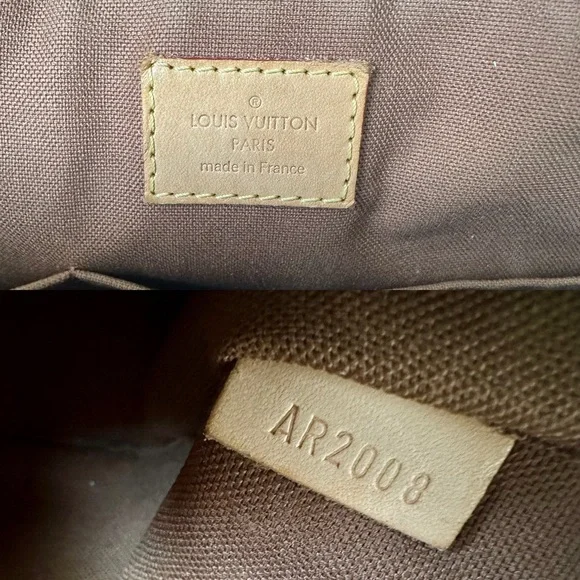 ®
LOUIS VUITTON
PARIS
made in France
AR2008